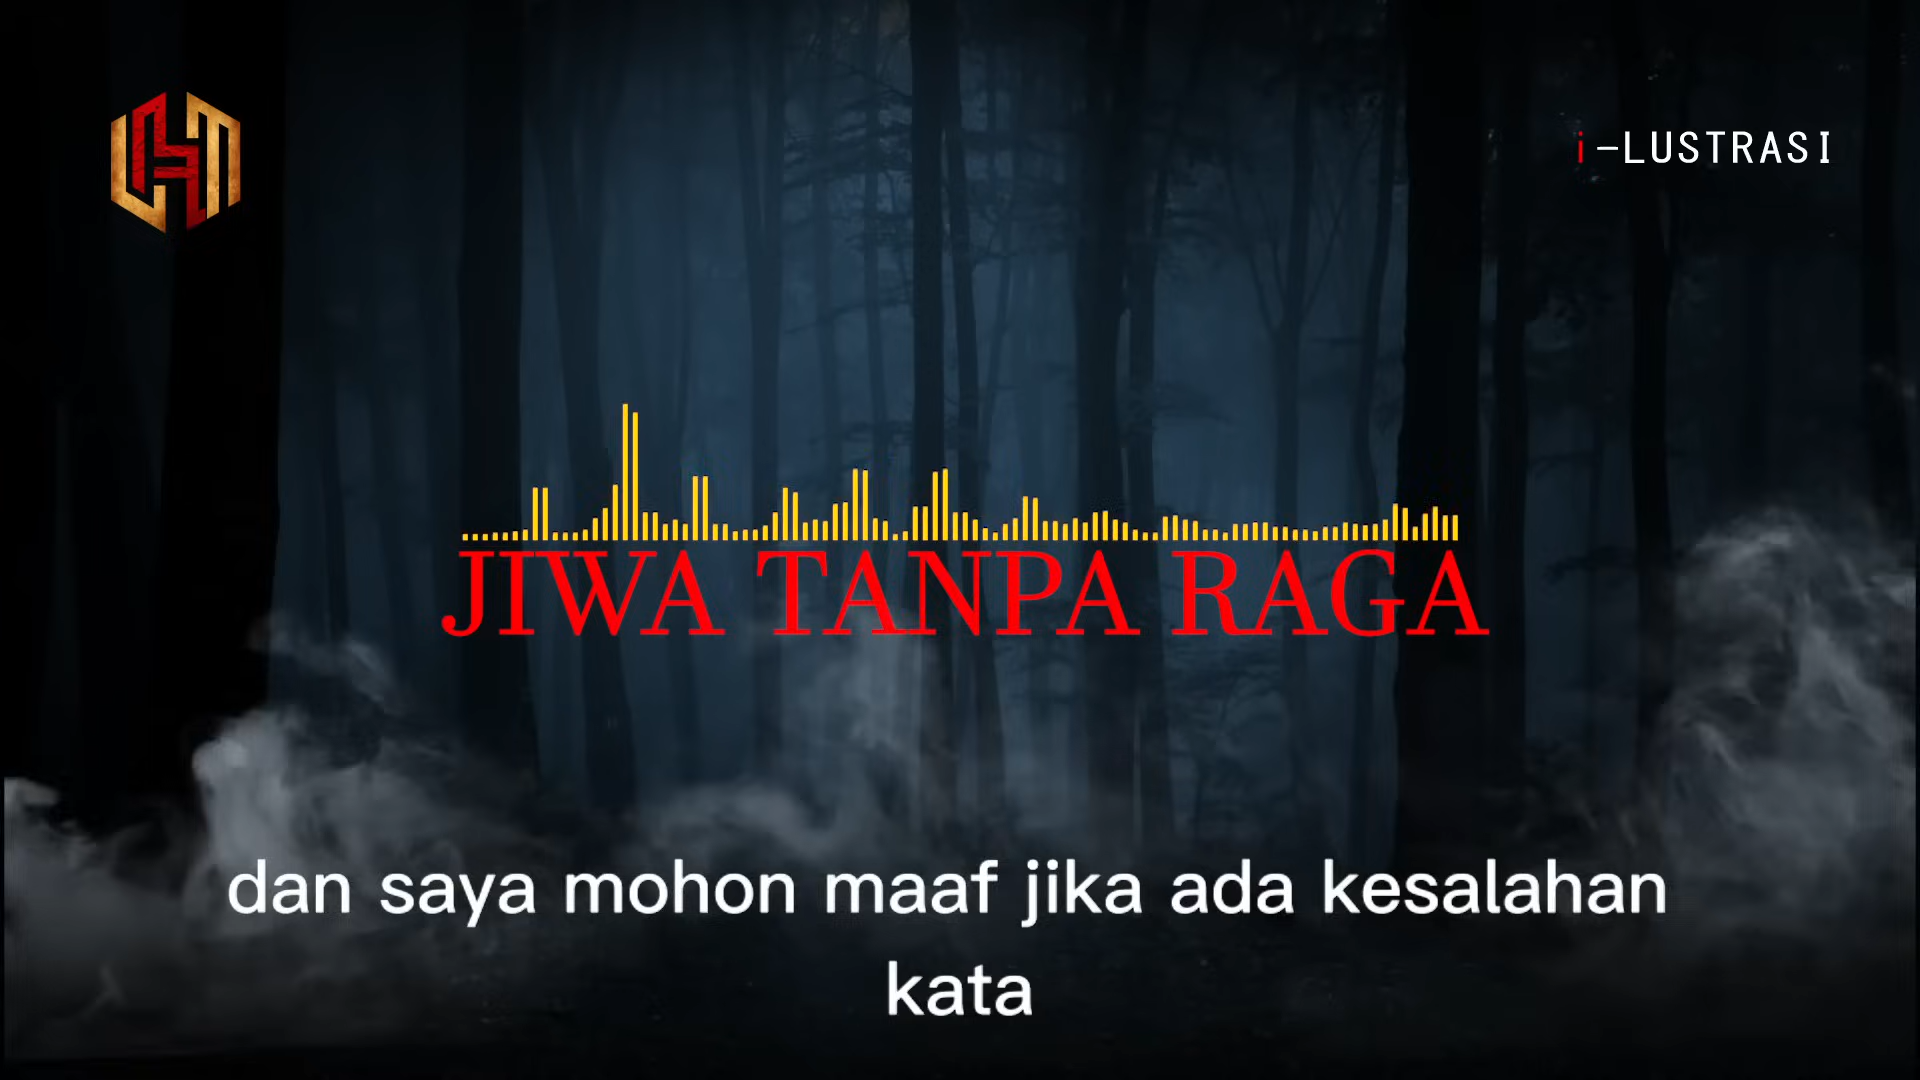 i-LUSTRASI
JIWA TANPA RAGA
dan saya mohon maaf jika ada kesalahan
kata